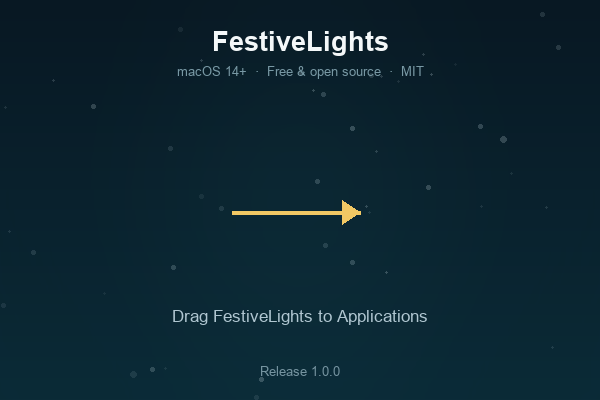 FestiveLights
macOS 14+ · Free & open source · MIT
Drag FestiveLights to Applications
Release 1.0.0